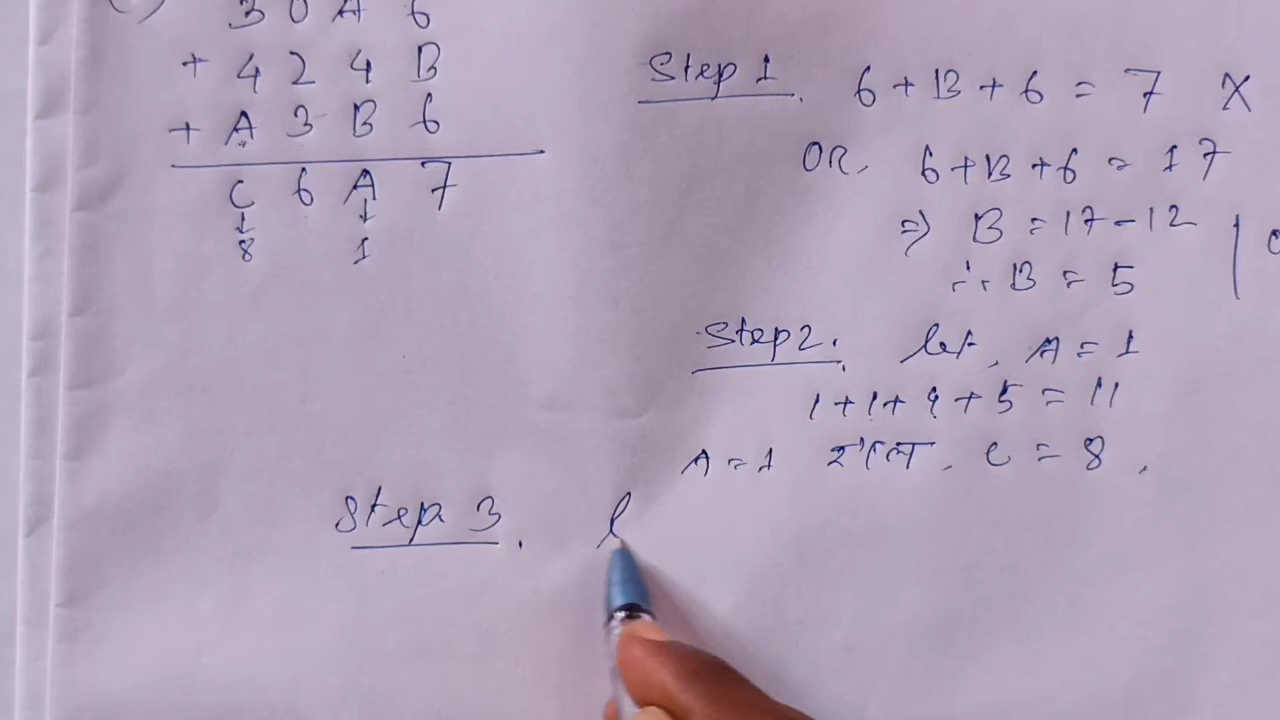 3 0 A 6
+ 4 2 4 B
+ A 3 B 6
C 6 A 7
↓ ↓
8 1
Step 1. 6 + B + 6 = 7 X
OR, 6 + B + 6 = 17
⇒ B = 17 - 12
∴ B = 5
Step 2. let, A = 1
1 + 1 + 4 + 5 = 11
A = 1 হলে, C = 8,
Step 3. l